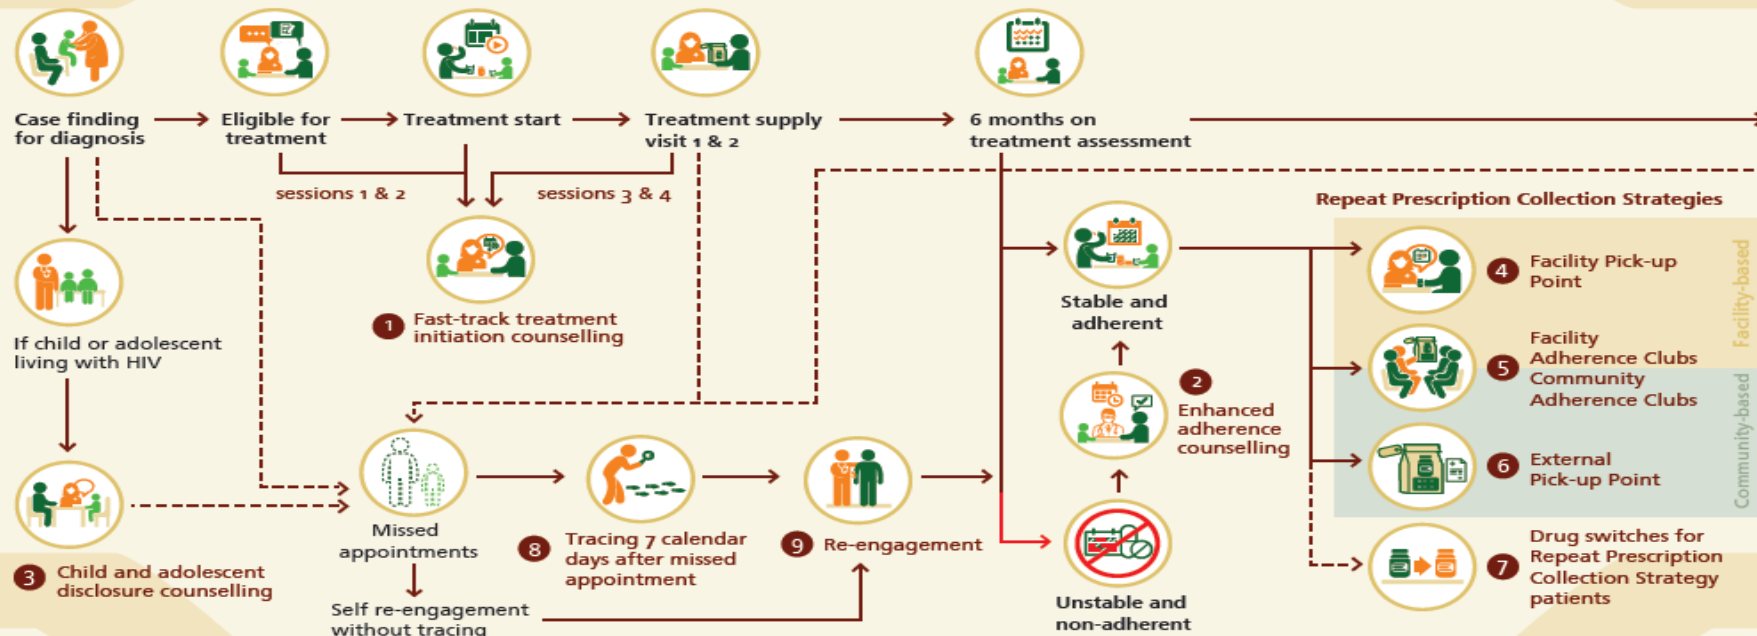 Case finding
for diagnosis
Eligible for
treatment
Treatment start
Treatment supply
visit 1 & 2
6 months on
treatment assessment
sessions 1 & 2
sessions 3 & 4
Repeat Prescription Collection Strategies
1
Fast-track treatment
initiation counselling
If child or adolescent
living with HIV
Stable and
adherent
4
Facility Pick-up
Point
Facility-based
5
Facility
Adherence Clubs
Community
Adherence Clubs
2
Enhanced
adherence
counselling
6
External
Pick-up Point
Community-based
Missed
appointments
8
Tracing 7 calendar
days after missed
appointment
9
Re-engagement
3
Child and adolescent
disclosure counselling
Self re-engagement
without tracing
Unstable and
non-adherent
7
Drug switches for
Repeat Prescription
Collection Strategy
patients